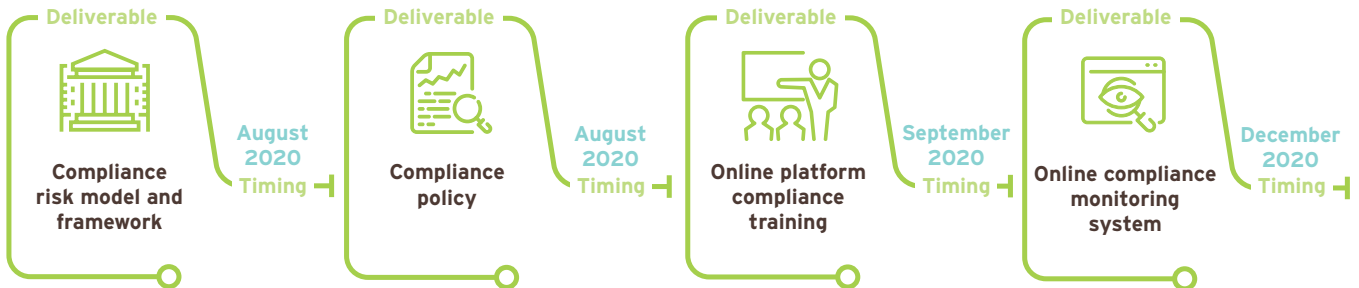 Deliverable
Compliance
risk model and
framework
August
2020
Timing
Deliverable
Compliance
policy
August
2020
Timing
Deliverable
Online platform
compliance
training
September
2020
Timing
Deliverable
Online compliance
monitoring
system
December
2020
Timing